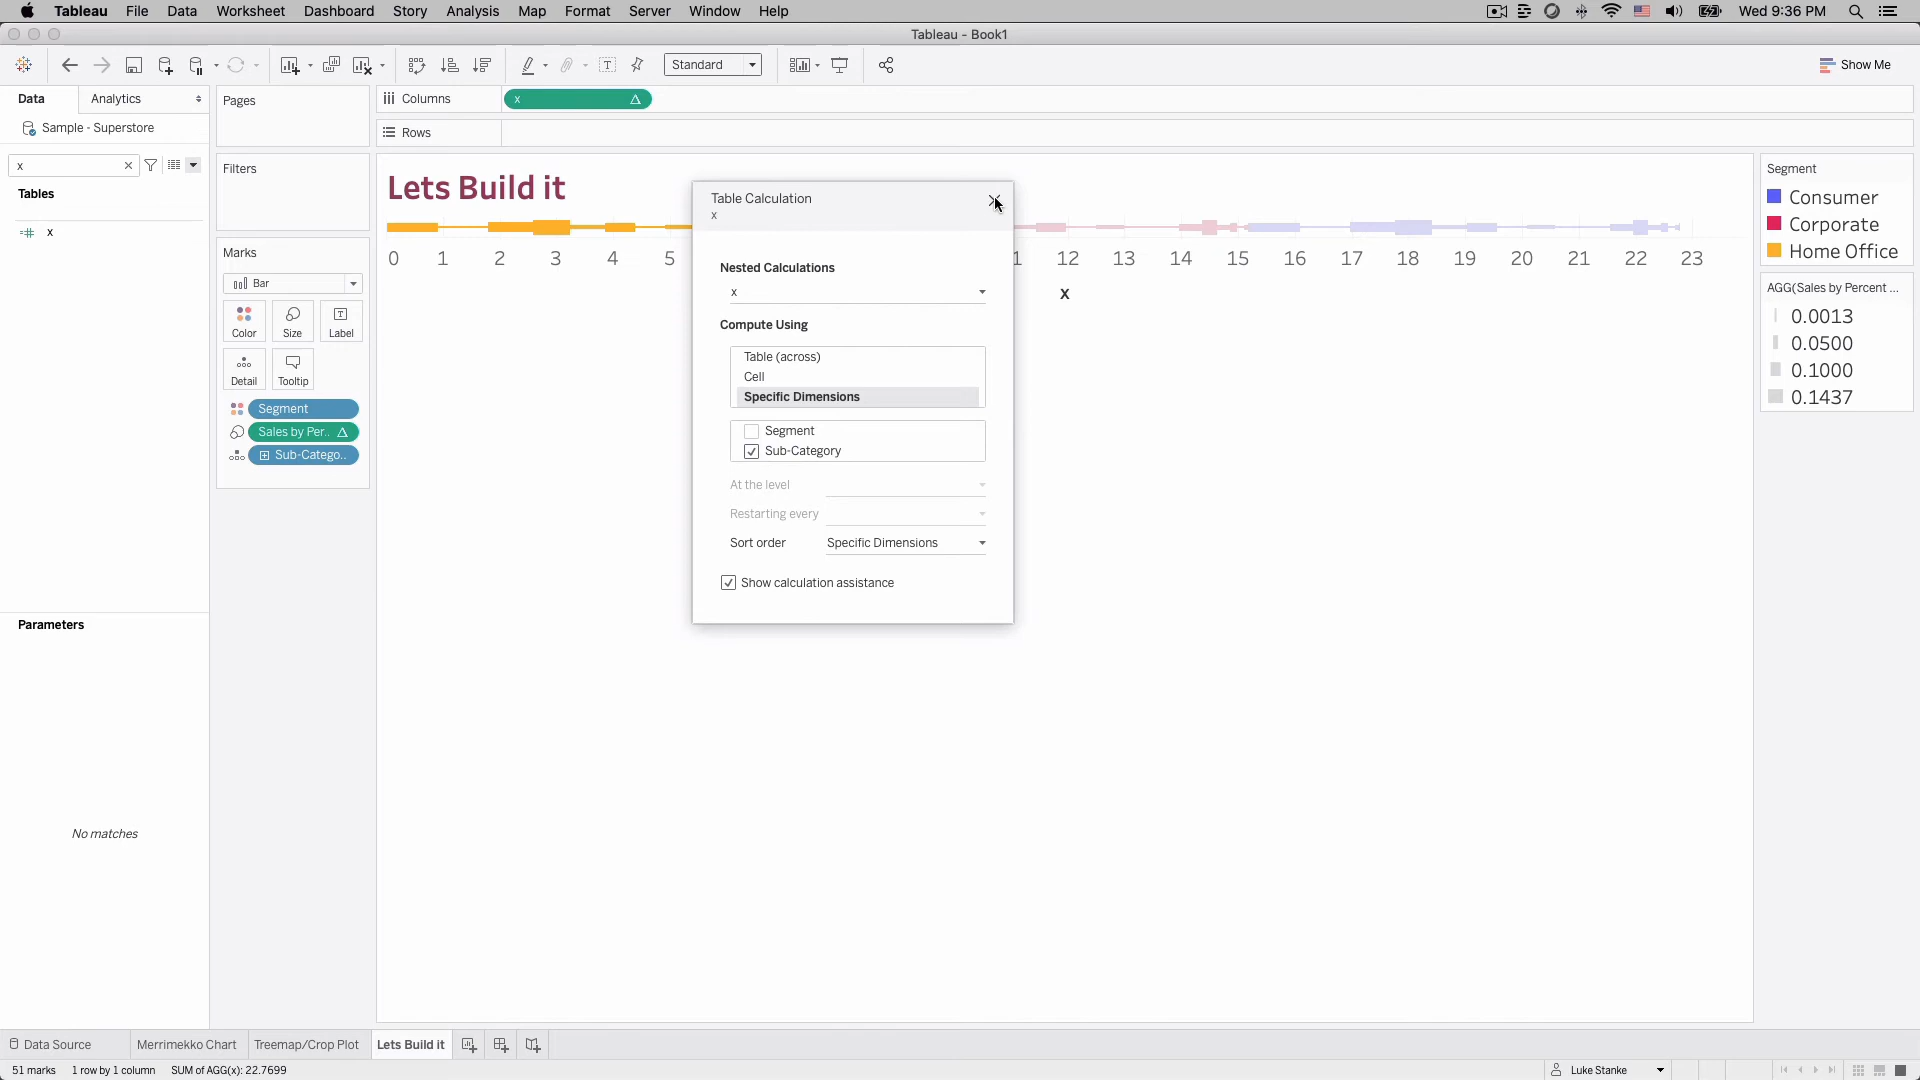 Tableau File Data Worksheet Dashboard Story Analysis Map Format Server Window Help Wed 9:36 PM
Tableau - Book1
Standard
Show Me
Data Analytics
Pages
Columns
x
Rows
Sample - Superstore
x
Tables
x
Filters
Marks
Bar
Color
Size
Label
Detail
Tooltip
Segment
Sales by Per..
Sub-Catego..
Parameters
No matches
Lets Build it
0 1 2 3 4 5 1 12 13 14 15 16 17 18 19 20 21 22 23
x
Table Calculation
x
Nested Calculations
x
Compute Using
Table (across)
Cell
Specific Dimensions
Segment
Sub-Category
At the level
Restarting every
Sort order Specific Dimensions
Show calculation assistance
Segment
Consumer
Corporate
Home Office
AGG(Sales by Percent ...
0.0013
0.0500
0.1000
0.1437
Data Source Merrimekko Chart Treemap/Crop Plot Lets Build it
51 marks 1 row by 1 column SUM of AGG(x): 22.7699
Luke Stanke